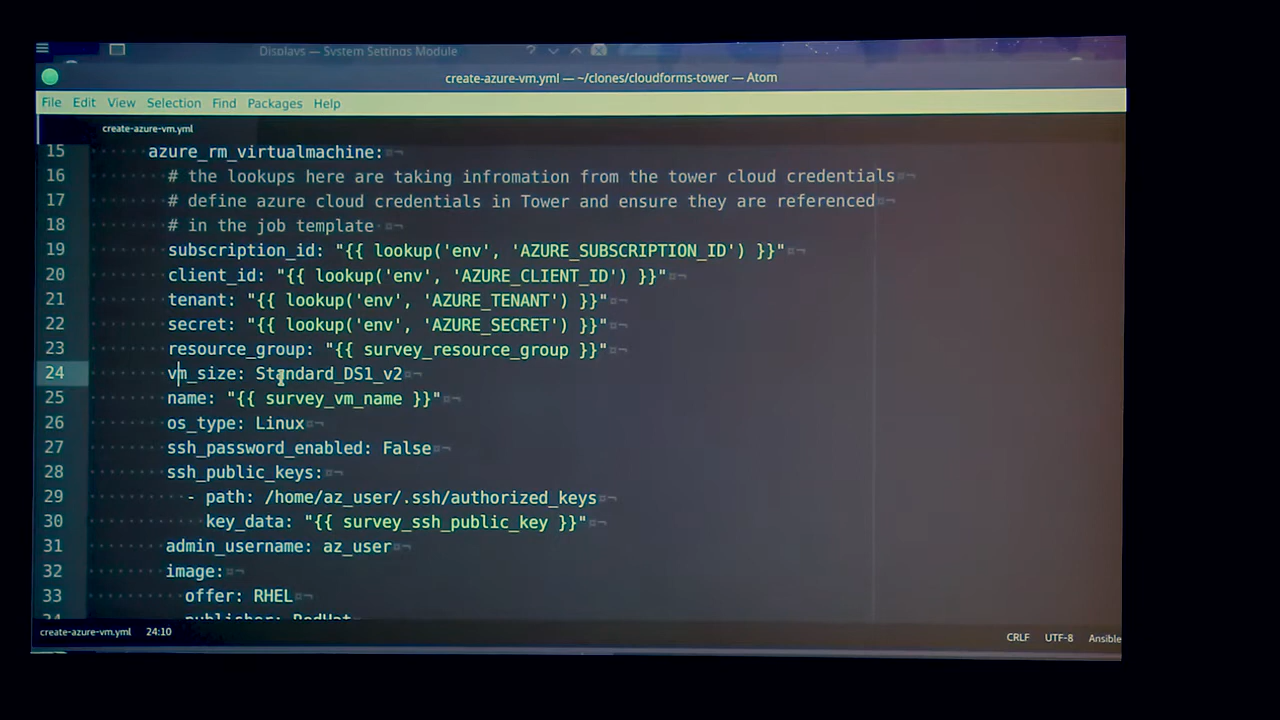 Displays — System Settings Module
create-azure-vm.yml — ~/clones/cloudforms-tower — Atom
File Edit View Selection Find Packages Help
create-azure-vm.yml
15 azure_rm_virtualmachine:
16 # the lookups here are taking infromation from the tower cloud credentials
17 # define azure cloud credentials in Tower and ensure they are referenced
18 # in the job template
19 subscription_id: "{{ lookup('env', 'AZURE_SUBSCRIPTION_ID') }}"
20 client_id: "{{ lookup('env', 'AZURE_CLIENT_ID') }}"
21 tenant: "{{ lookup('env', 'AZURE_TENANT') }}"
22 secret: "{{ lookup('env', 'AZURE_SECRET') }}"
23 resource_group: "{{ survey_resource_group }}"
24 vm_size: Standard_DS1_v2
25 name: "{{ survey_vm_name }}"
26 os_type: Linux
27 ssh_password_enabled: False
28 ssh_public_keys:
29 - path: /home/az_user/.ssh/authorized_keys
30 key_data: "{{ survey_ssh_public_key }}"
31 admin_username: az_user
32 image:
33 offer: RHEL
34 publisher: RedHat
create-azure-vm.yml 24:10 CRLF UTF-8 Ansible